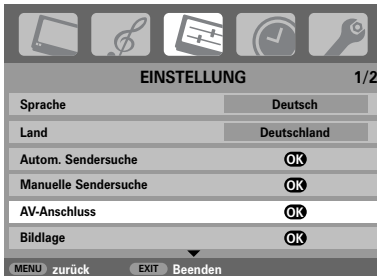 EINSTELLUNG 1/2
Sprache Deutsch
Land Deutschland
Autom. Sendersuche OK
Manuelle Sendersuche OK
AV-Anschluss OK
Bildlage OK
MENU zurück EXIT Beenden